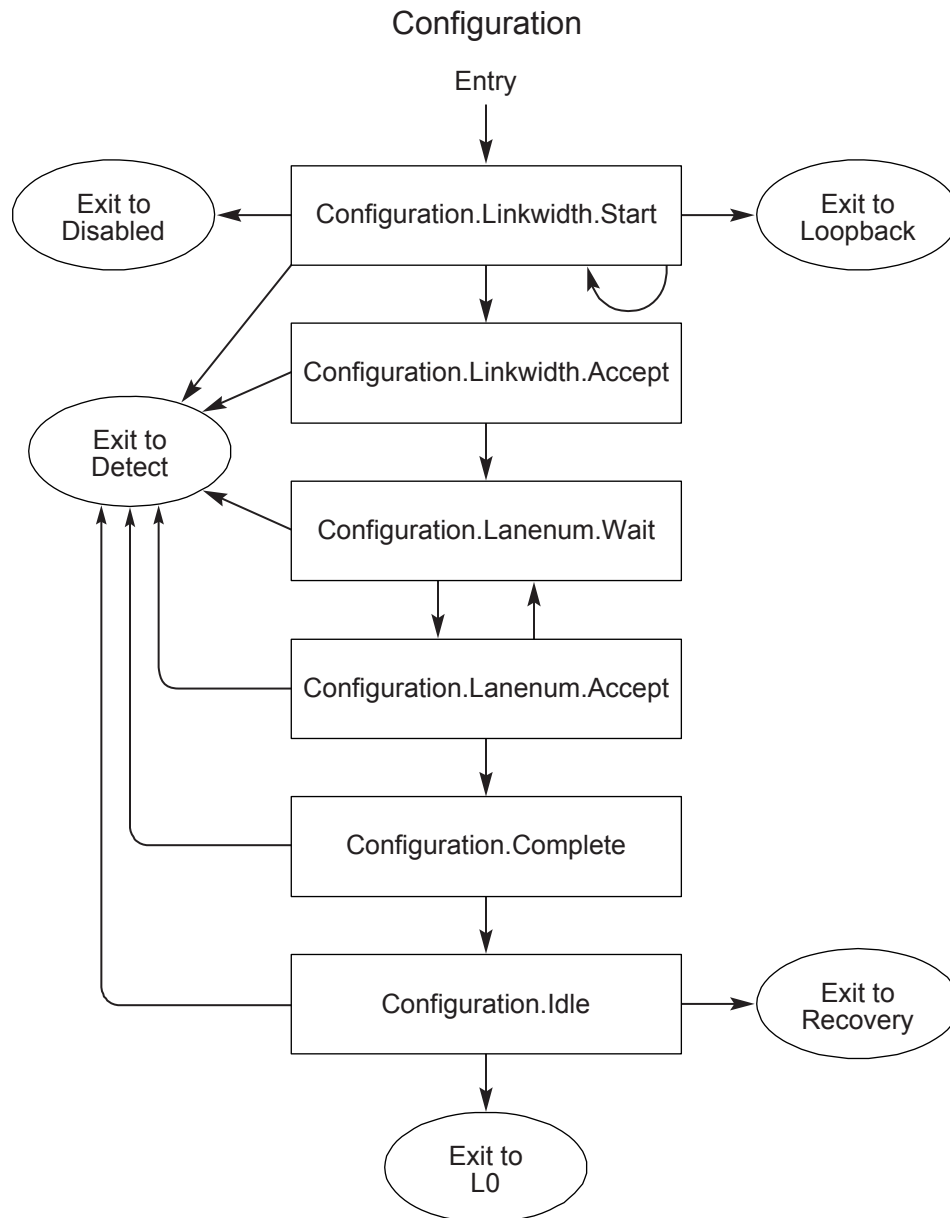 Configuration
Entry
Exit to
Disabled
Configuration.Linkwidth.Start
Exit to
Loopback
Configuration.Linkwidth.Accept
Exit to
Detect
Configuration.Lanenum.Wait
Configuration.Lanenum.Accept
Configuration.Complete
Configuration.Idle
Exit to
Recovery
Exit to
L0